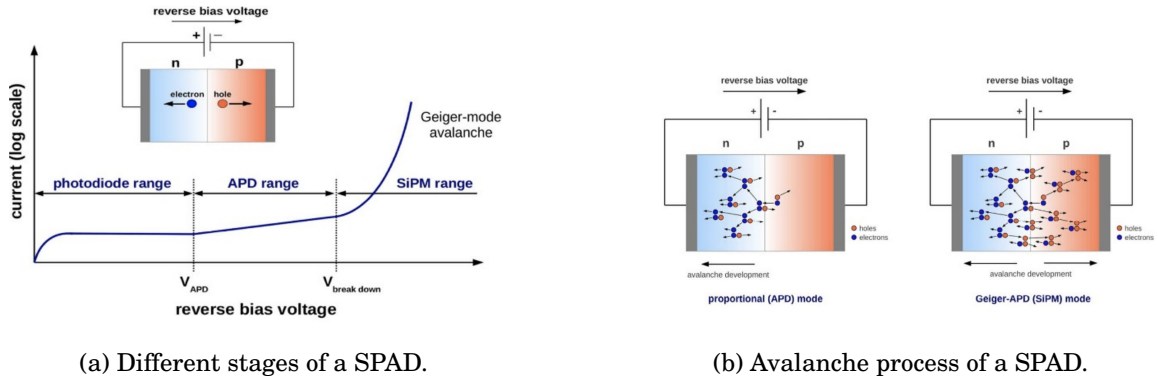 reverse bias voltage
+ −
n p
electron hole
current (log scale)
Geiger-mode
avalanche
photodiode range APD range SiPM range
V APD V break down
reverse bias voltage
(a) Different stages of a SPAD.
reverse bias voltage
+ -
n p
holes
electrons
avalanche development
proportional (APD) mode
reverse bias voltage
+ -
n p
holes
electrons
avalanche development
Geiger-APD (SiPM) mode
(b) Avalanche process of a SPAD.